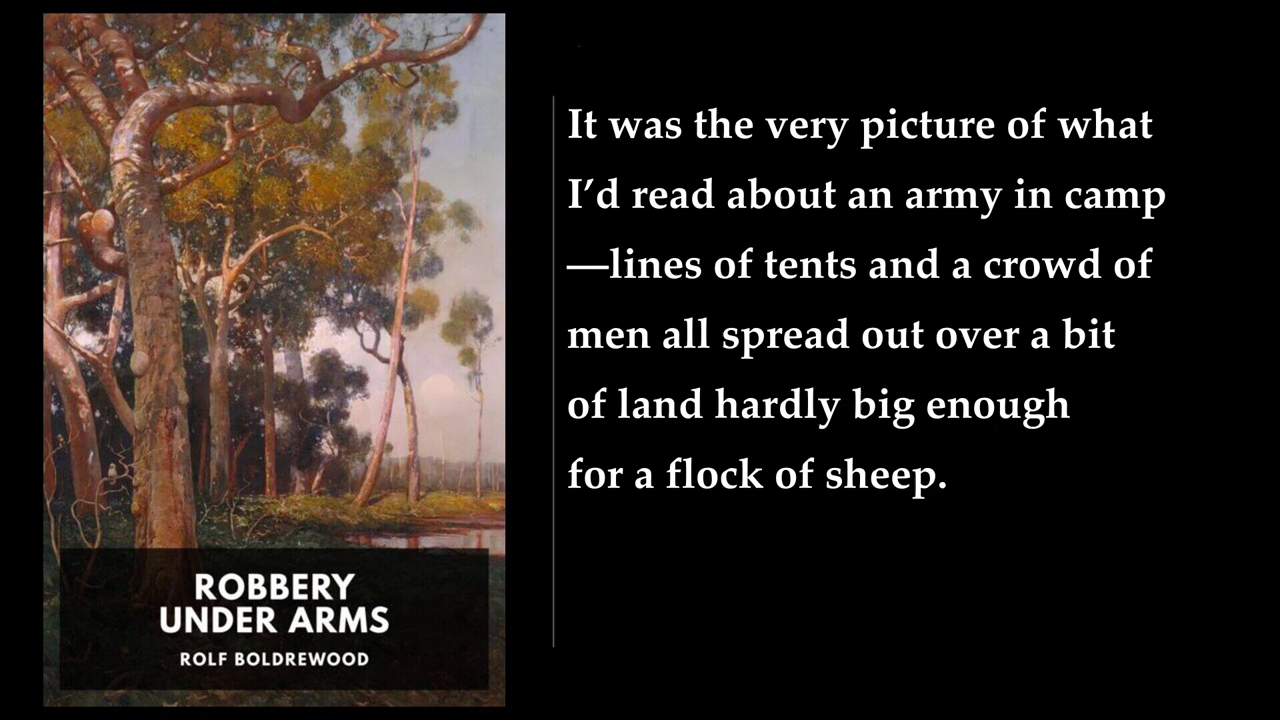 It was the very picture of what
I’d read about an army in camp
—lines of tents and a crowd of
men all spread out over a bit
of land hardly big enough
for a flock of sheep.
ROBBERY
UNDER ARMS
ROLF BOLDREWOOD